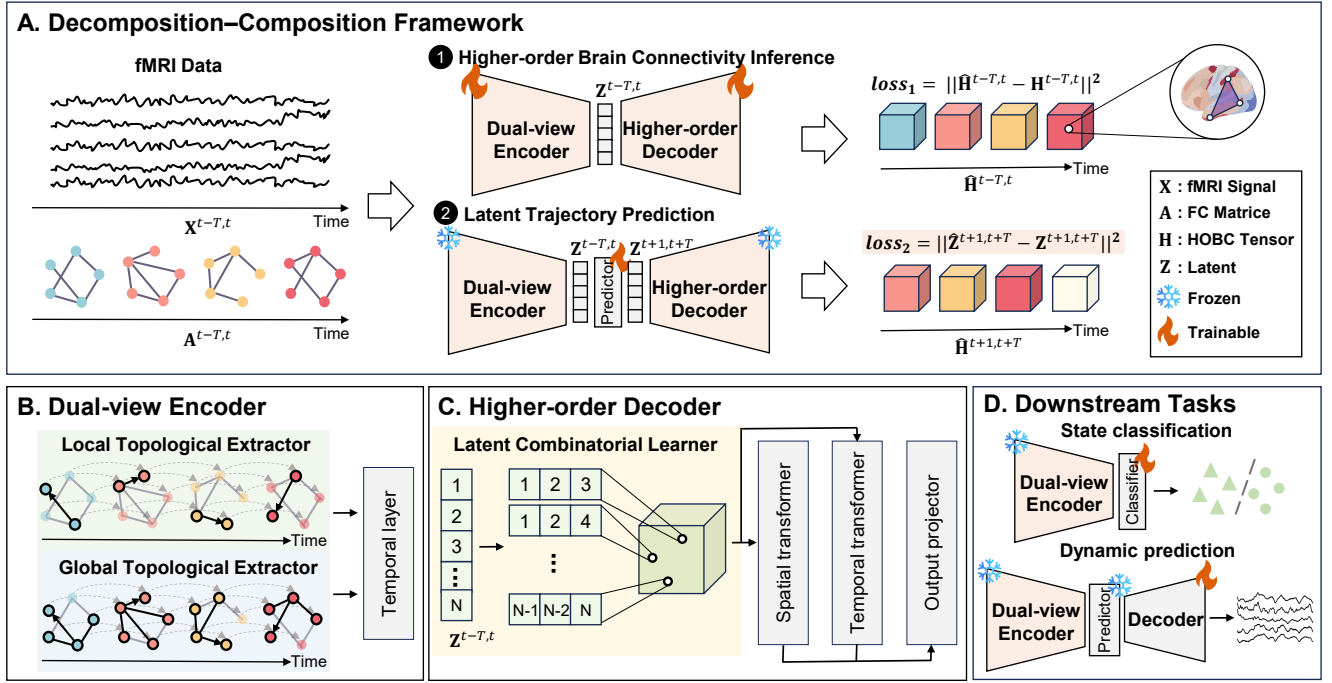 A. Decomposition–Composition Framework
fMRI Data
Time
X^{t-T,t}
Time
A^{t-T,t}
1 Higher-order Brain Connectivity Inference
Z^{t-T,t}
Dual-view
Encoder
Higher-order
Decoder
2 Latent Trajectory Prediction
Z^{t-T,t}
Z^{t+1,t+T}
Dual-view
Encoder
Predictor
Higher-order
Decoder
loss₁ = ||Ĥ^{t-T,t} − H^{t-T,t}||²
Time
Ĥ^{t-T,t}
loss₂ = ||Ẑ^{t+1,t+T} − Z^{t+1,t+T}||²
Time
Ĥ^{t+1,t+T}
X : fMRI Signal
A : FC Matrice
H : HOBC Tensor
Z : Latent
Frozen
Trainable
B. Dual-view Encoder
Local Topological Extractor
Time
Global Topological Extractor
Time
Temporal layer
C. Higher-order Decoder
Latent Combinatorial Learner
1
2
3
⋮
N
Z^{t-T,t}
1 2 3
1 2 4
⋮
N-1 N-2 N
Spatial transformer
Temporal transformer
Output projector
D. Downstream Tasks
State classification
Dual-view
Encoder
Classifier
Dynamic prediction
Dual-view
Encoder
Predictor
Decoder